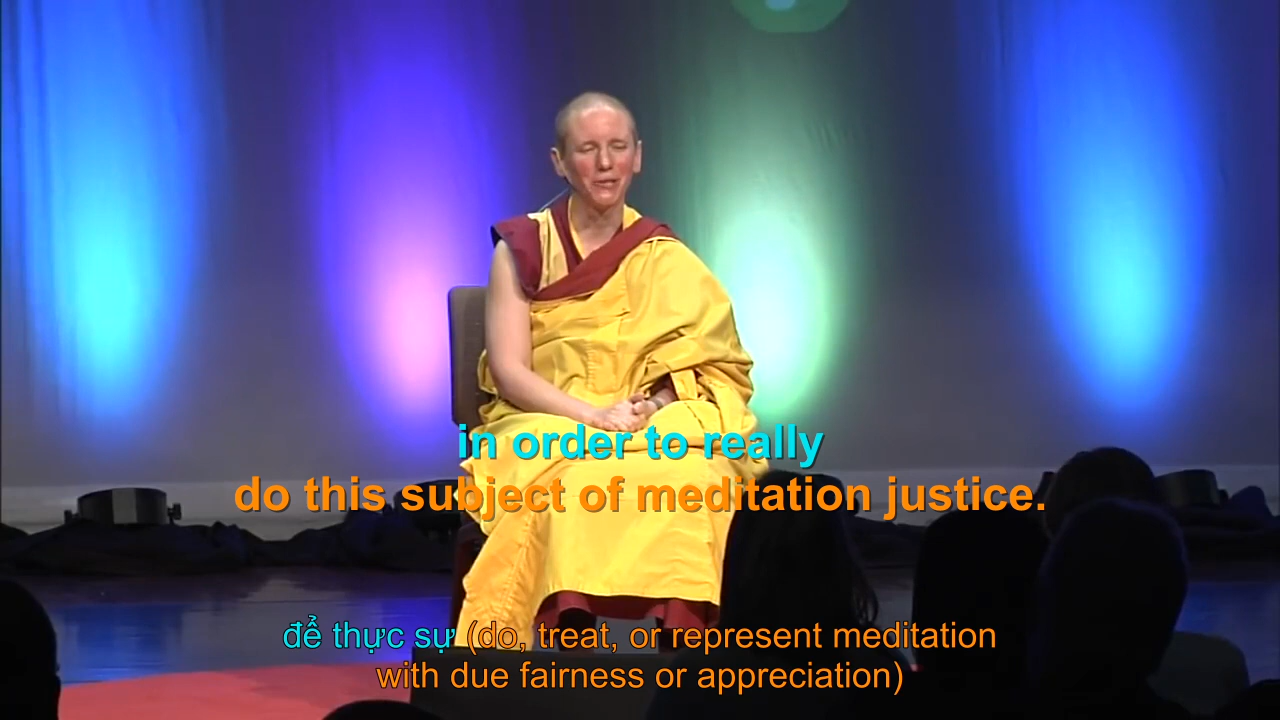 in order to really
do this subject of meditation justice.
để thực sự (do, treat, or represent meditation
with due fairness or appreciation)